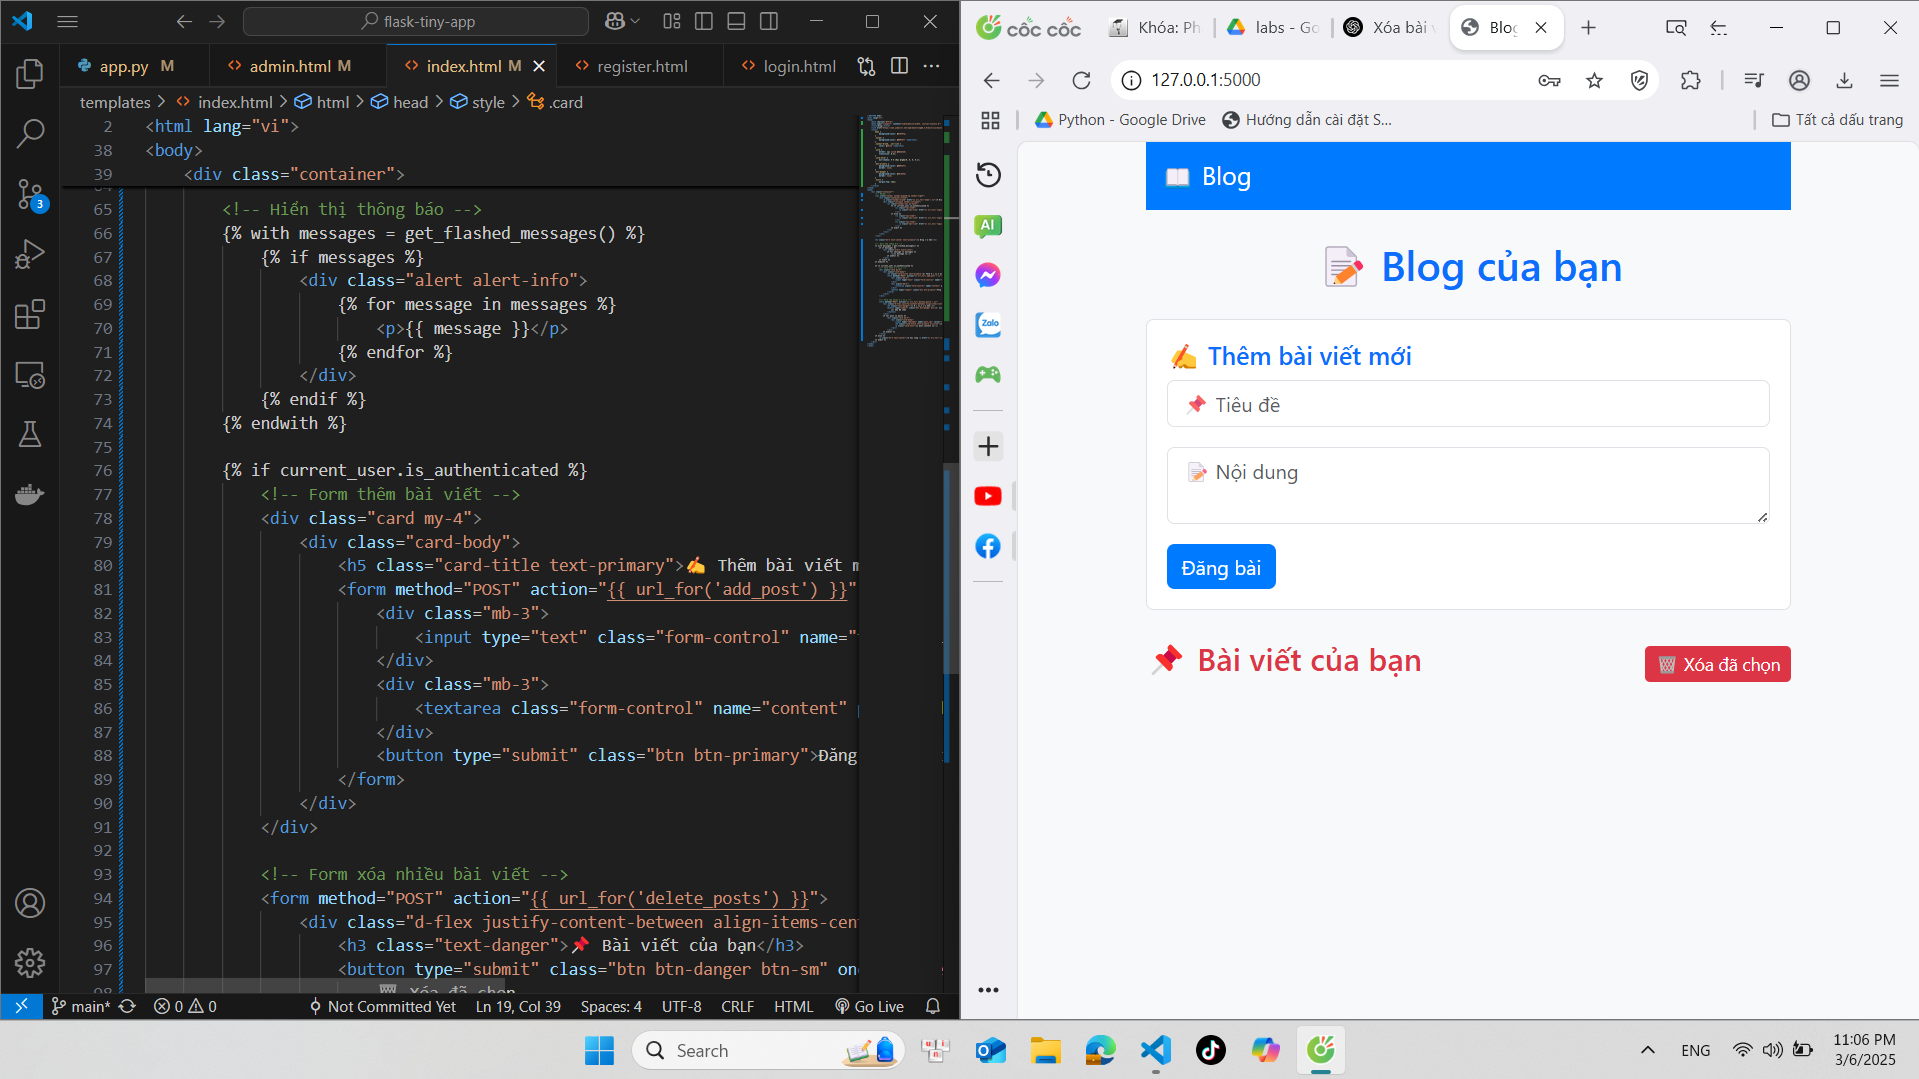 flask-tiny-app
app.py M
admin.html M
index.html M
register.html
login.html
templates > index.html > html > head > style > .card
2 <html lang="vi">
38 <body>
39 <div class="container">
65 <!-- Hiển thị thông báo -->
66 {% with messages = get_flashed_messages() %}
67 {% if messages %}
68 <div class="alert alert-info">
69 {% for message in messages %}
70 <p>{{ message }}</p>
71 {% endfor %}
72 </div>
73 {% endif %}
74 {% endwith %}
75
76 {% if current_user.is_authenticated %}
77 <!-- Form thêm bài viết -->
78 <div class="card my-4">
79 <div class="card-body">
80 <h5 class="card-title text-primary">✍️ Thêm bài viết m
81 <form method="POST" action="{{ url_for('add_post') }}"
82 <div class="mb-3">
83 <input type="text" class="form-control" name="
84 </div>
85 <div class="mb-3">
86 <textarea class="form-control" name="content"
87 </div>
88 <button type="submit" class="btn btn-primary">Đăng
89 </form>
90 </div>
91 </div>
92
93 <!-- Form xóa nhiều bài viết -->
94 <form method="POST" action="{{ url_for('delete_posts') }}">
95 <div class="d-flex justify-content-between align-items-cen
96 <h3 class="text-danger">📌 Bài viết của bạn</h3>
97 <button type="submit" class="btn btn-danger btn-sm" on
98 🗑️ Xóa đã chọn
3
main*
0 0
Not Committed Yet
Ln 19, Col 39
Spaces: 4
UTF-8
CRLF
HTML
Go Live
cốc cốc
Khóa: Ph
labs - Go
Xóa bài v
Blog
127.0.0.1:5000
Python - Google Drive
Hướng dẫn cài đặt S...
Tất cả dấu trang
AI
Zalo
📖 Blog
📝 Blog của bạn
✍️ Thêm bài viết mới
📌 Tiêu đề
📝 Nội dung
Đăng bài
📌 Bài viết của bạn
🗑️ Xóa đã chọn
Search
ENG
11:06 PM
3/6/2025